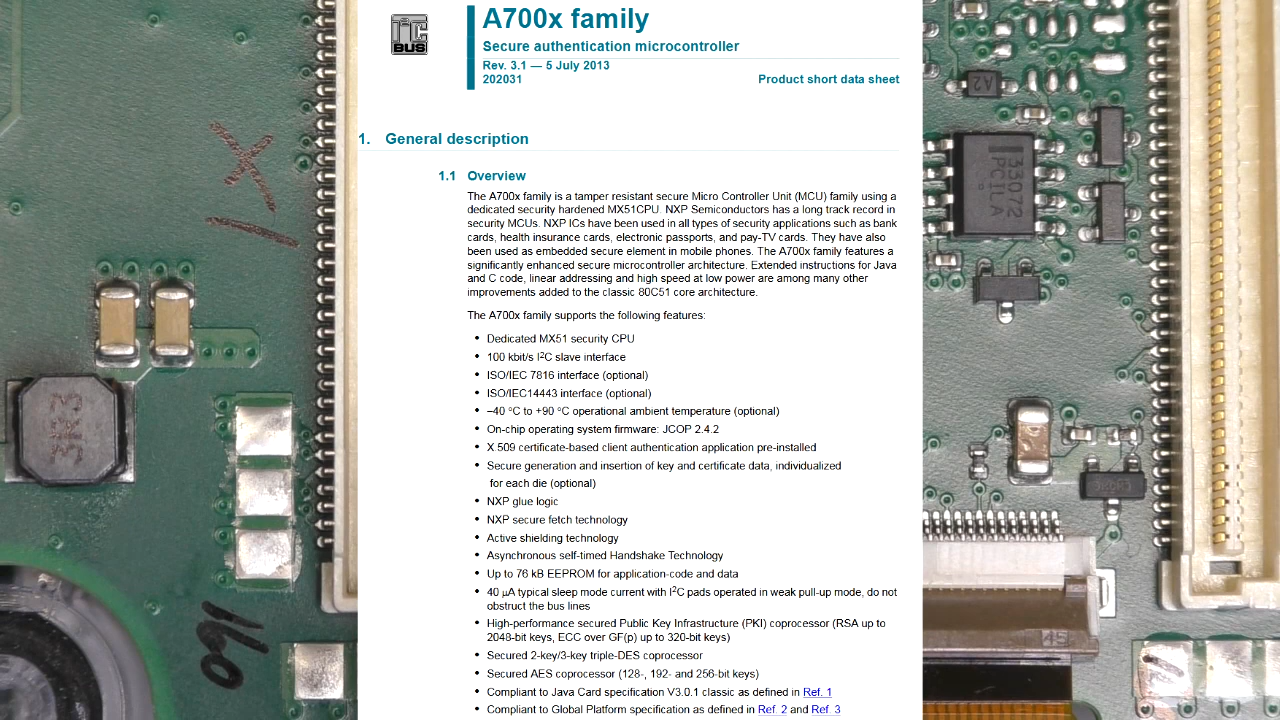 I²C
BUS
A700x family
Secure authentication microcontroller
Rev. 3.1 — 5 July 2013
202031
Product short data sheet
1. General description
1.1 Overview
The A700x family is a tamper resistant secure Micro Controller Unit (MCU) family using a
dedicated security hardened MX51CPU. NXP Semiconductors has a long track record in
security MCUs. NXP ICs have been used in all types of security applications such as bank
cards, health insurance cards, electronic passports, and pay-TV cards. They have also
been used as embedded secure element in mobile phones. The A700x family features a
significantly enhanced secure microcontroller architecture. Extended instructions for Java
and C code, linear addressing and high speed at low power are among many other
improvements added to the classic 80C51 core architecture.
The A700x family supports the following features:
• Dedicated MX51 security CPU
• 100 kbit/s I²C slave interface
• ISO/IEC 7816 interface (optional)
• ISO/IEC14443 interface (optional)
• −40 °C to +90 °C operational ambient temperature (optional)
• On-chip operating system firmware: JCOP 2.4.2
• X.509 certificate-based client authentication application pre-installed
• Secure generation and insertion of key and certificate data, individualized
for each die (optional)
• NXP glue logic
• NXP secure fetch technology
• Active shielding technology
• Asynchronous self-timed Handshake Technology
• Up to 76 kB EEPROM for application-code and data
• 40 μA typical sleep mode current with I²C pads operated in weak pull-up mode, do not
obstruct the bus lines
• High-performance secured Public Key Infrastructure (PKI) coprocessor (RSA up to
2048-bit keys, ECC over GF(p) up to 320-bit keys)
• Secured 2-key/3-key triple-DES coprocessor
• Secured AES coprocessor (128-, 192- and 256-bit keys)
• Compliant to Java Card specification V3.0.1 classic as defined in Ref. 1
• Compliant to Global Platform specification as defined in Ref. 2 and Ref. 3
A2
33072
PCILA